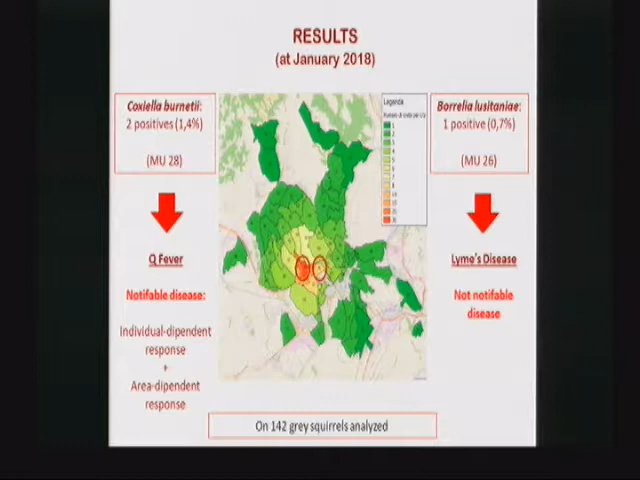 RESULTS
(at January 2018)
Coxiella burnetii:
2 positives (1,4%)
(MU 28)
Q Fever
Notifable disease:
Individual-dipendent
response
+
Area-dipendent
response
Legenda
Borrelia lusitaniae:
1 positive (0,7%)
(MU 26)
Lyme's Disease
Not notifable
disease
On 142 grey squirrels analyzed